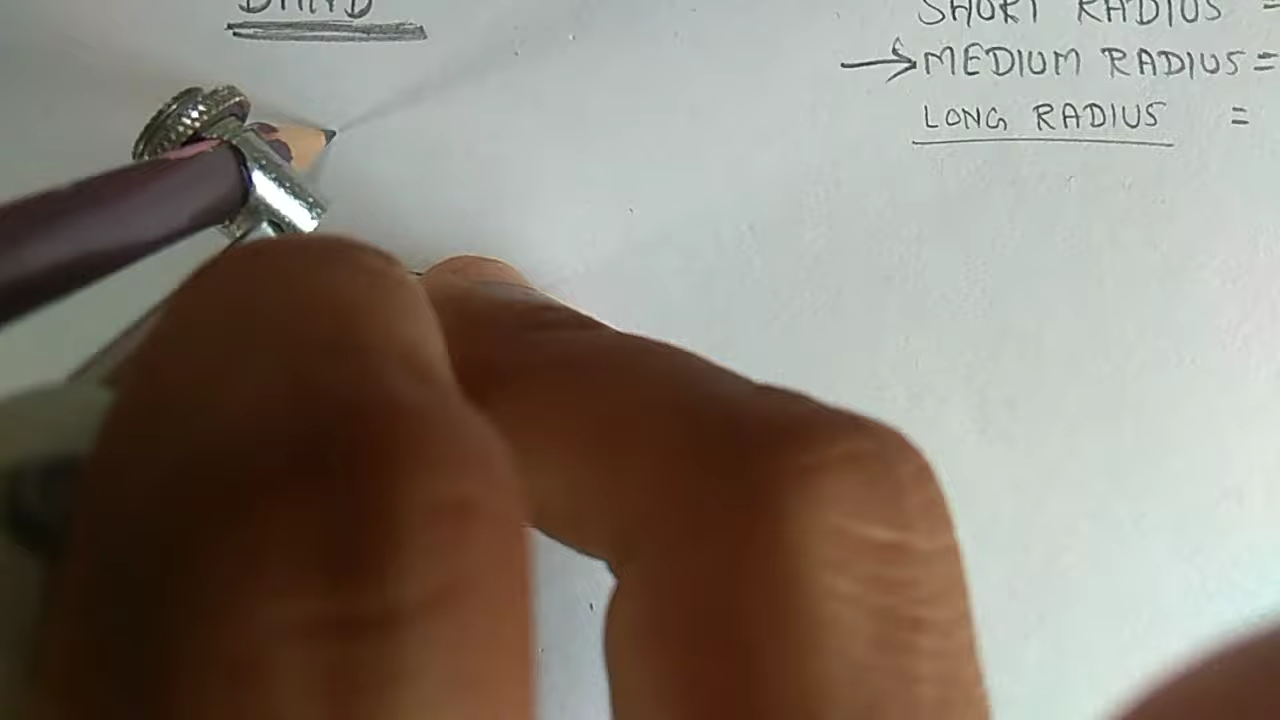 SHORT RADIUS =
→ MEDIUM RADIUS =
LONG RADIUS =